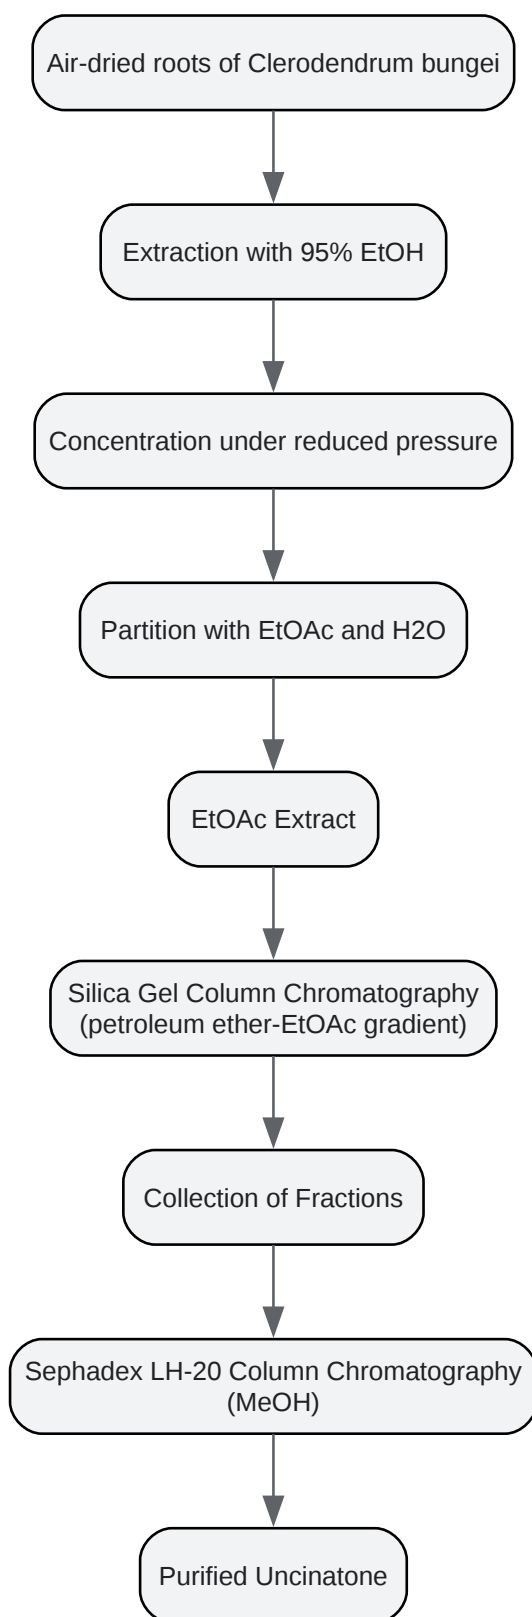 Air-dried roots of Clerodendrum bungei
Extraction with 95% EtOH
Concentration under reduced pressure
Partition with EtOAc and H2O
EtOAc Extract
Silica Gel Column Chromatography
(petroleum ether-EtOAc gradient)
Collection of Fractions
Sephadex LH-20 Column Chromatography
(MeOH)
Purified Uncinatone